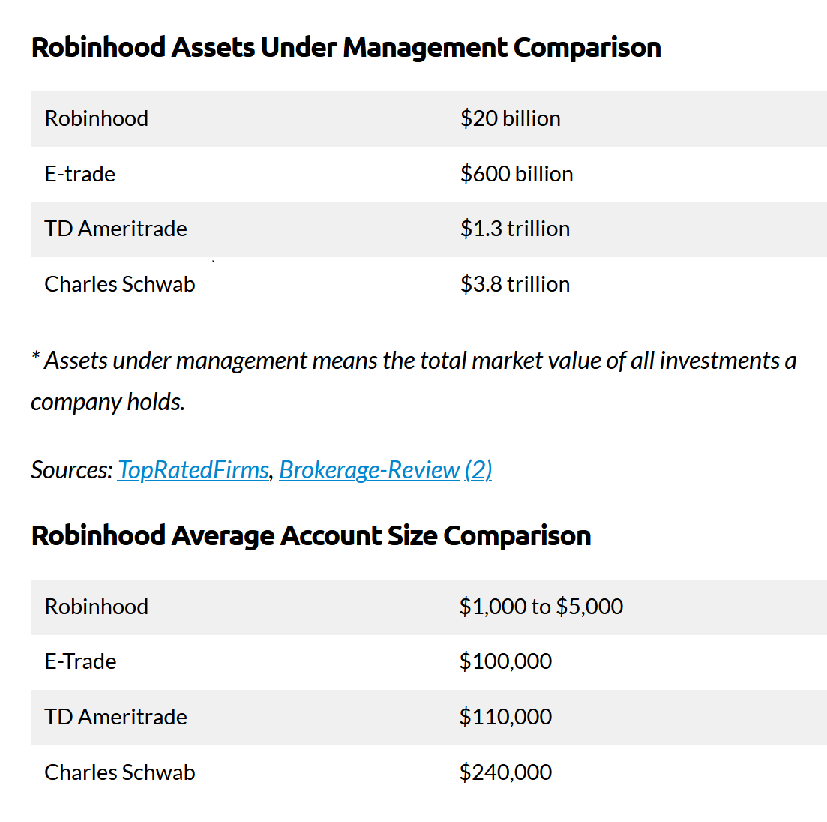 Robinhood Assets Under Management Comparison
Robinhood $20 billion
E-trade $600 billion
TD Ameritrade $1.3 trillion
Charles Schwab $3.8 trillion
* Assets under management means the total market value of all investments a
company holds.
Sources: TopRatedFirms, Brokerage-Review (2)
Robinhood Average Account Size Comparison
Robinhood $1,000 to $5,000
E-Trade $100,000
TD Ameritrade $110,000
Charles Schwab $240,000